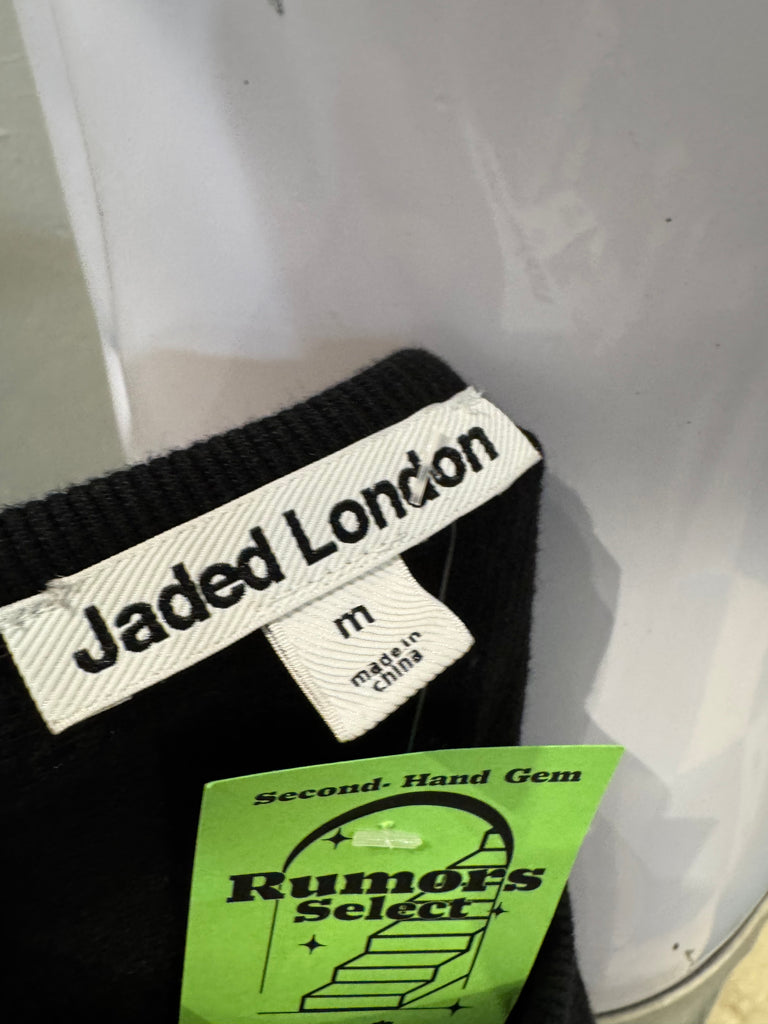 Jaded London
m
made in
china
Second-Hand Gem
Rumors
Select